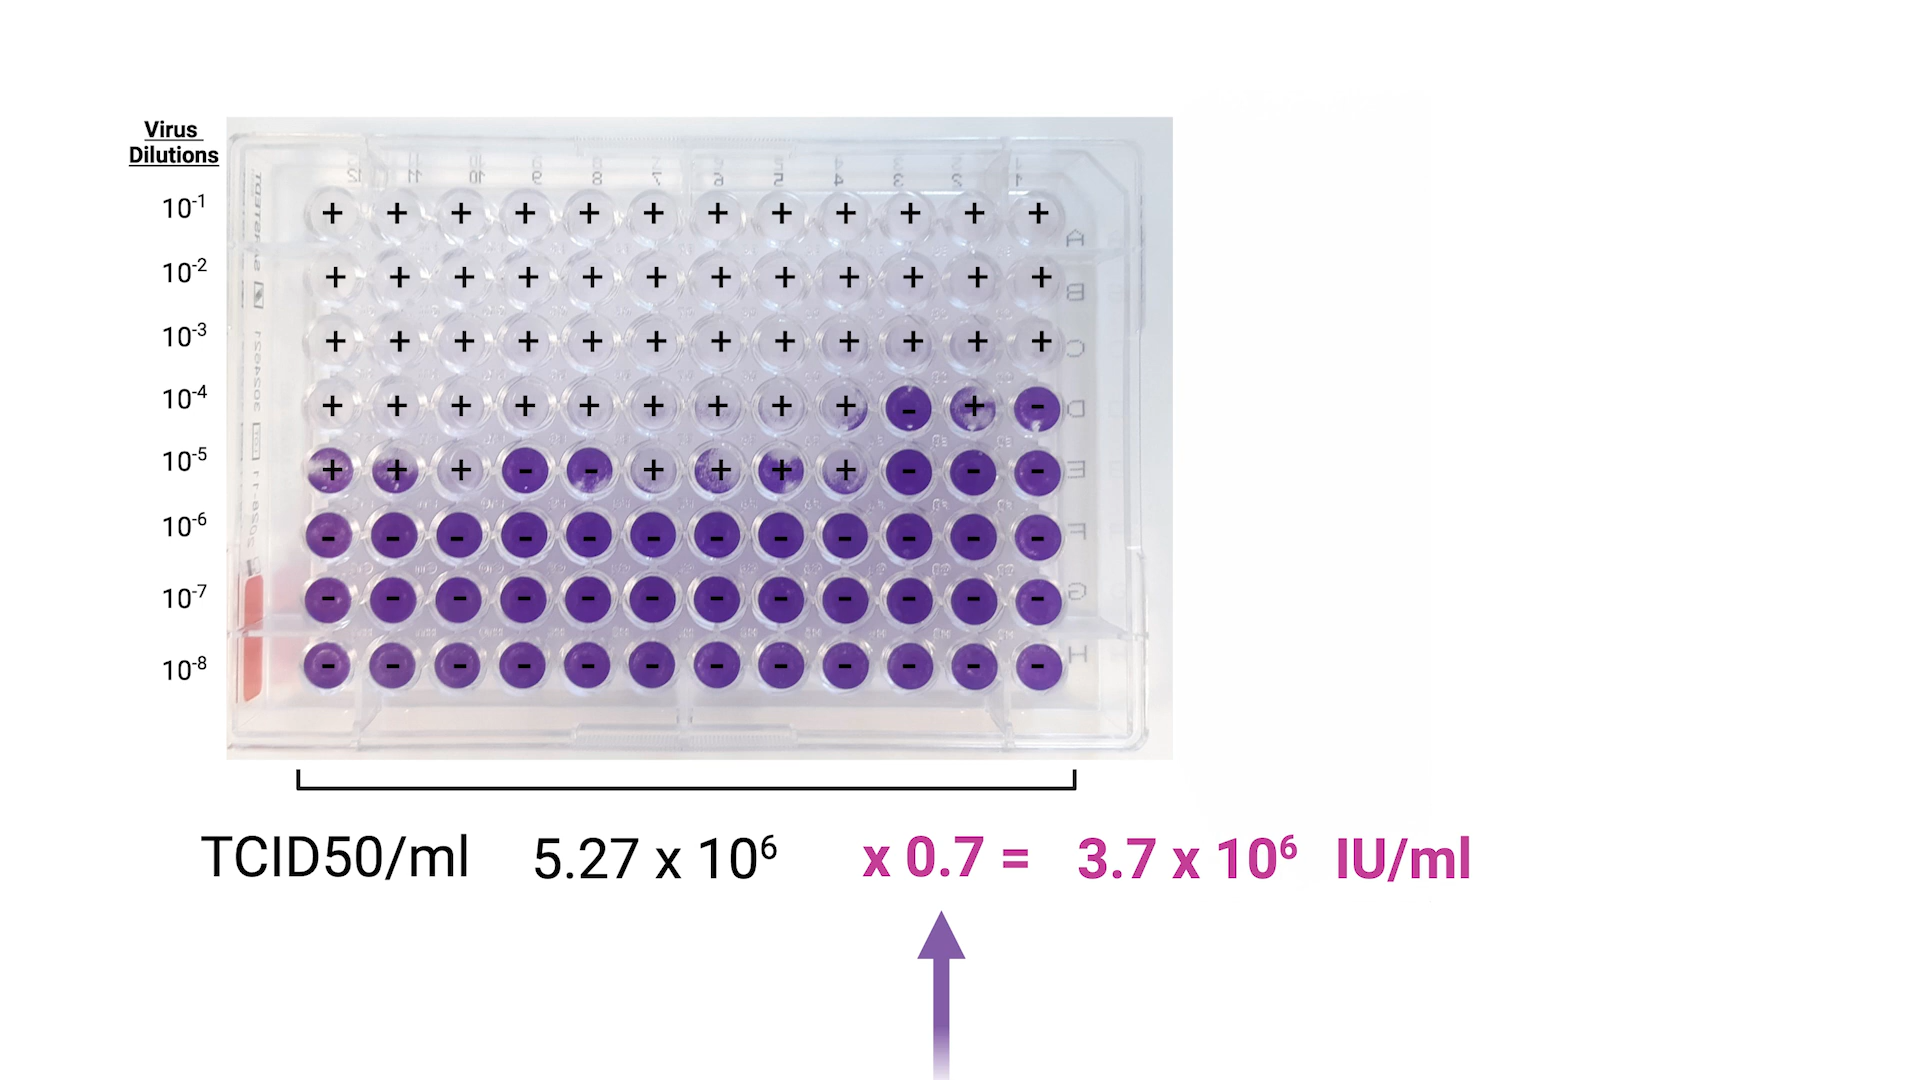 Virus
Dilutions
10⁻¹ + + + + + + + + + + + +
10⁻² + + + + + + + + + + + +
10⁻³ + + + + + + + + + + + +
10⁻⁴ + + + + + + + + + - + -
10⁻⁵ + + + - - + + + + - - -
10⁻⁶ - - - - - - - - - - - -
10⁻⁷ - - - - - - - - - - - -
10⁻⁸ - - - - - - - - - - - -
A
B
C
D
E
F
G
H
TCID50/ml 5.27 x 10⁶ x 0.7 = 3.7 x 10⁶ IU/ml